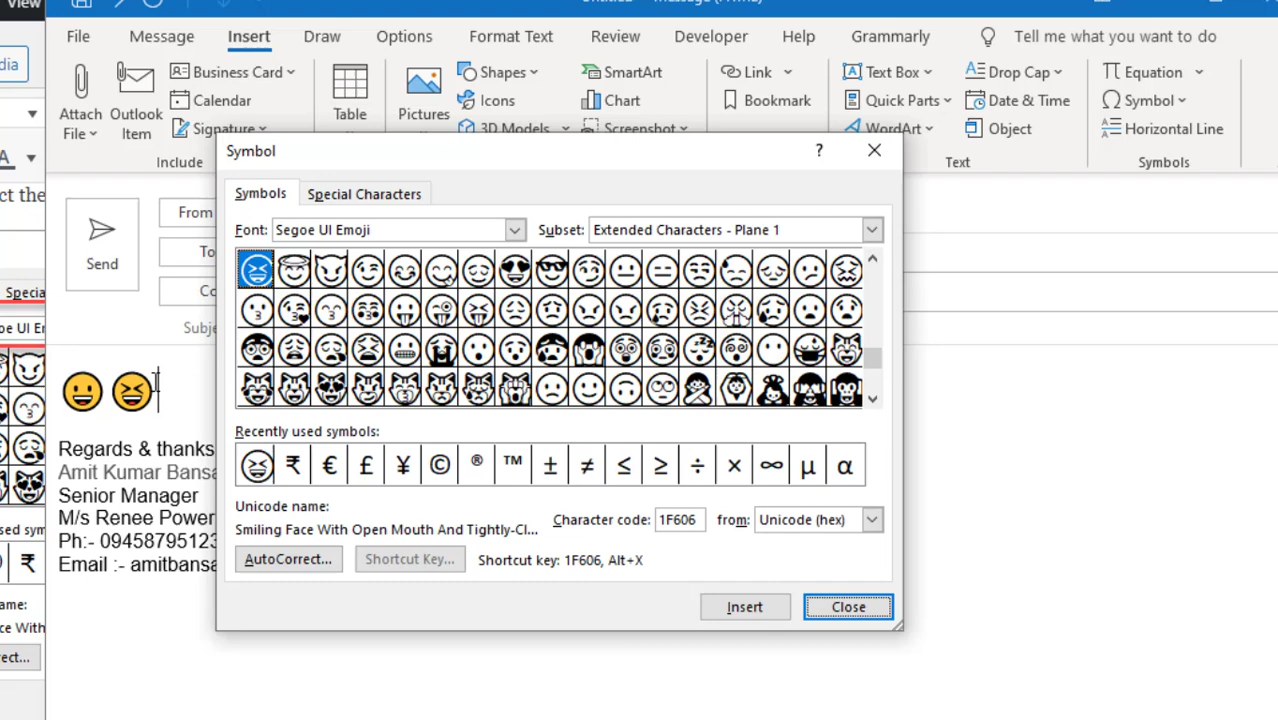 View
File Message Insert Draw Options Format Text Review Developer Help Grammarly Tell me what you want to do
Business Card Shapes SmartArt Link Text Box Drop Cap Equation
Calendar Icons Chart Bookmark Quick Parts Date & Time Symbol
Attach File Outlook Item Signature Table Pictures 3D Models Screenshot WordArt Object Horizontal Line
Include Text Symbols
Symbol ?
Symbols Special Characters
Font: Segoe UI Emoji Subset: Extended Characters - Plane 1
From
To
Send
ct the
Specia
Regards & thanks
Amit Kumar Bansa
Senior Manager
M/s Renee Power
Ph:- 09458795123
Email :- amitbansa
Recently used symbols:
₹ € £ ¥ © ® ™ ± ≠ ≤ ≥ ÷ × ∞ µ α
Unicode name:
Smiling Face With Open Mouth And Tightly-Cl...
Character code: 1F606 from: Unicode (hex)
AutoCorrect... Shortcut Key... Shortcut key: 1F606, Alt+X
Insert Close